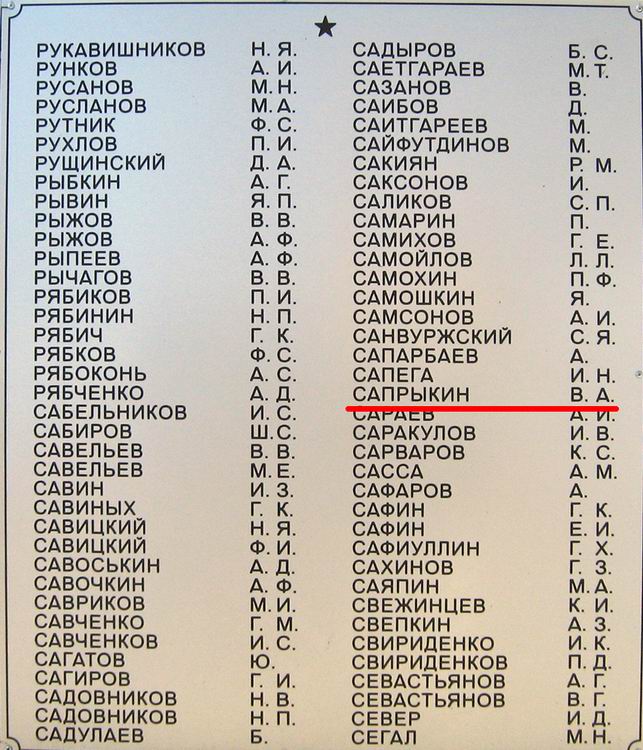 РУКАВИШНИКОВ Н. Я.
РУНКОВ А. И.
РУСАНОВ М. Н.
РУСЛАНОВ М. А.
РУТНИК Ф. С.
РУХЛОВ П. И.
РУЩИНСКИЙ Д. А.
РЫБКИН А. Г.
РЫВИН Я. П.
РЫЖОВ В. В.
РЫЖОВ А. Ф.
РЫПЕЕВ А. Ф.
РЫЧАГОВ В. В.
РЯБИКОВ П. И.
РЯБИНИН Н. П.
РЯБИЧ Г. К.
РЯБКОВ Ф. С.
РЯБОКОНЬ А. С.
РЯБЧЕНКО А. Д.
САБЕЛЬНИКОВ И. С.
САБИРОВ Ш. С.
САВЕЛЬЕВ В. В.
САВЕЛЬЕВ М. Е.
САВИН И. З.
САВИНЫХ Г. К.
САВИЦКИЙ Н. Я.
САВИЦКИЙ Ф. И.
САВОСЬКИН А. Д.
САВОЧКИН А. Ф.
САВРИКОВ М. И.
САВЧЕНКО Г. М.
САВЧЕНКОВ И. С.
САГАТОВ Ю.
САГИРОВ Г. И.
САДОВНИКОВ Н. В.
САДОВНИКОВ Н. П.
САДУЛАЕВ Б.
САДЫРОВ Б. С.
САЕТГАРАЕВ М. Т.
САЗАНОВ В.
САИБОВ Д.
САИТГАРЕЕВ М.
САЙФУТДИНОВ М.
САКИЯН Р. М.
САКСОНОВ И.
САЛИКОВ С. П.
САМАРИН П.
САМИХОВ Г. Е.
САМОЙЛОВ Л. Л.
САМОХИН П. Ф.
САМОШКИН Я.
САМСОНОВ А. И.
САНВУРЖСКИЙ С. Я.
САПАРБАЕВ А.
САПЕГА И. Н.
САПРЫКИН В. А.
САРАЕВ А. И.
САРАКУЛОВ И. В.
САРВАРОВ К. С.
САССА А. М.
САФАРОВ А.
САФИН Г. К.
САФИН Е. И.
САФИУЛЛИН Г. Х.
САХИНОВ Г. З.
САЯПИН М. А.
СВЕЖИНЦЕВ К. И.
СВЕПКИН А. З.
СВИРИДЕНКО И. К.
СВИРИДЕНКОВ П. Д.
СЕВАСТЬЯНОВ А. Г.
СЕВАСТЬЯНОВ В. Г.
СЕВЕР И. Д.
СЕГАЛ М. Н.